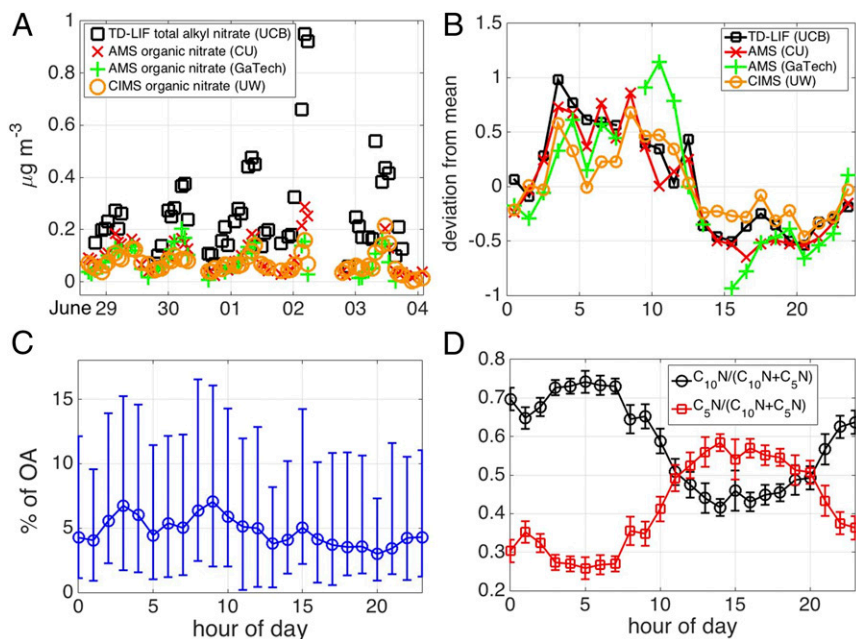 A
TD-LIF total alkyl nitrate (UCB)
AMS organic nitrate (CU)
AMS organic nitrate (GaTech)
CIMS organic nitrate (UW)
μg m⁻³
1
0.8
0.6
0.4
0.2
0
June 29 30 01 02 03 04
B
TD-LIF (UCB)
AMS (CU)
AMS (GaTech)
CIMS (UW)
deviation from mean
1.5
1
0.5
0
-0.5
-1
0 5 10 15 20
C
% of OA
15
10
5
0
0 5 10 15 20
hour of day
D
C₁₀N/(C₁₀N+C₅N)
C₅N/(C₁₀N+C₅N)
0.8
0.7
0.6
0.5
0.4
0.3
0.2
0 5 10 15 20
hour of day